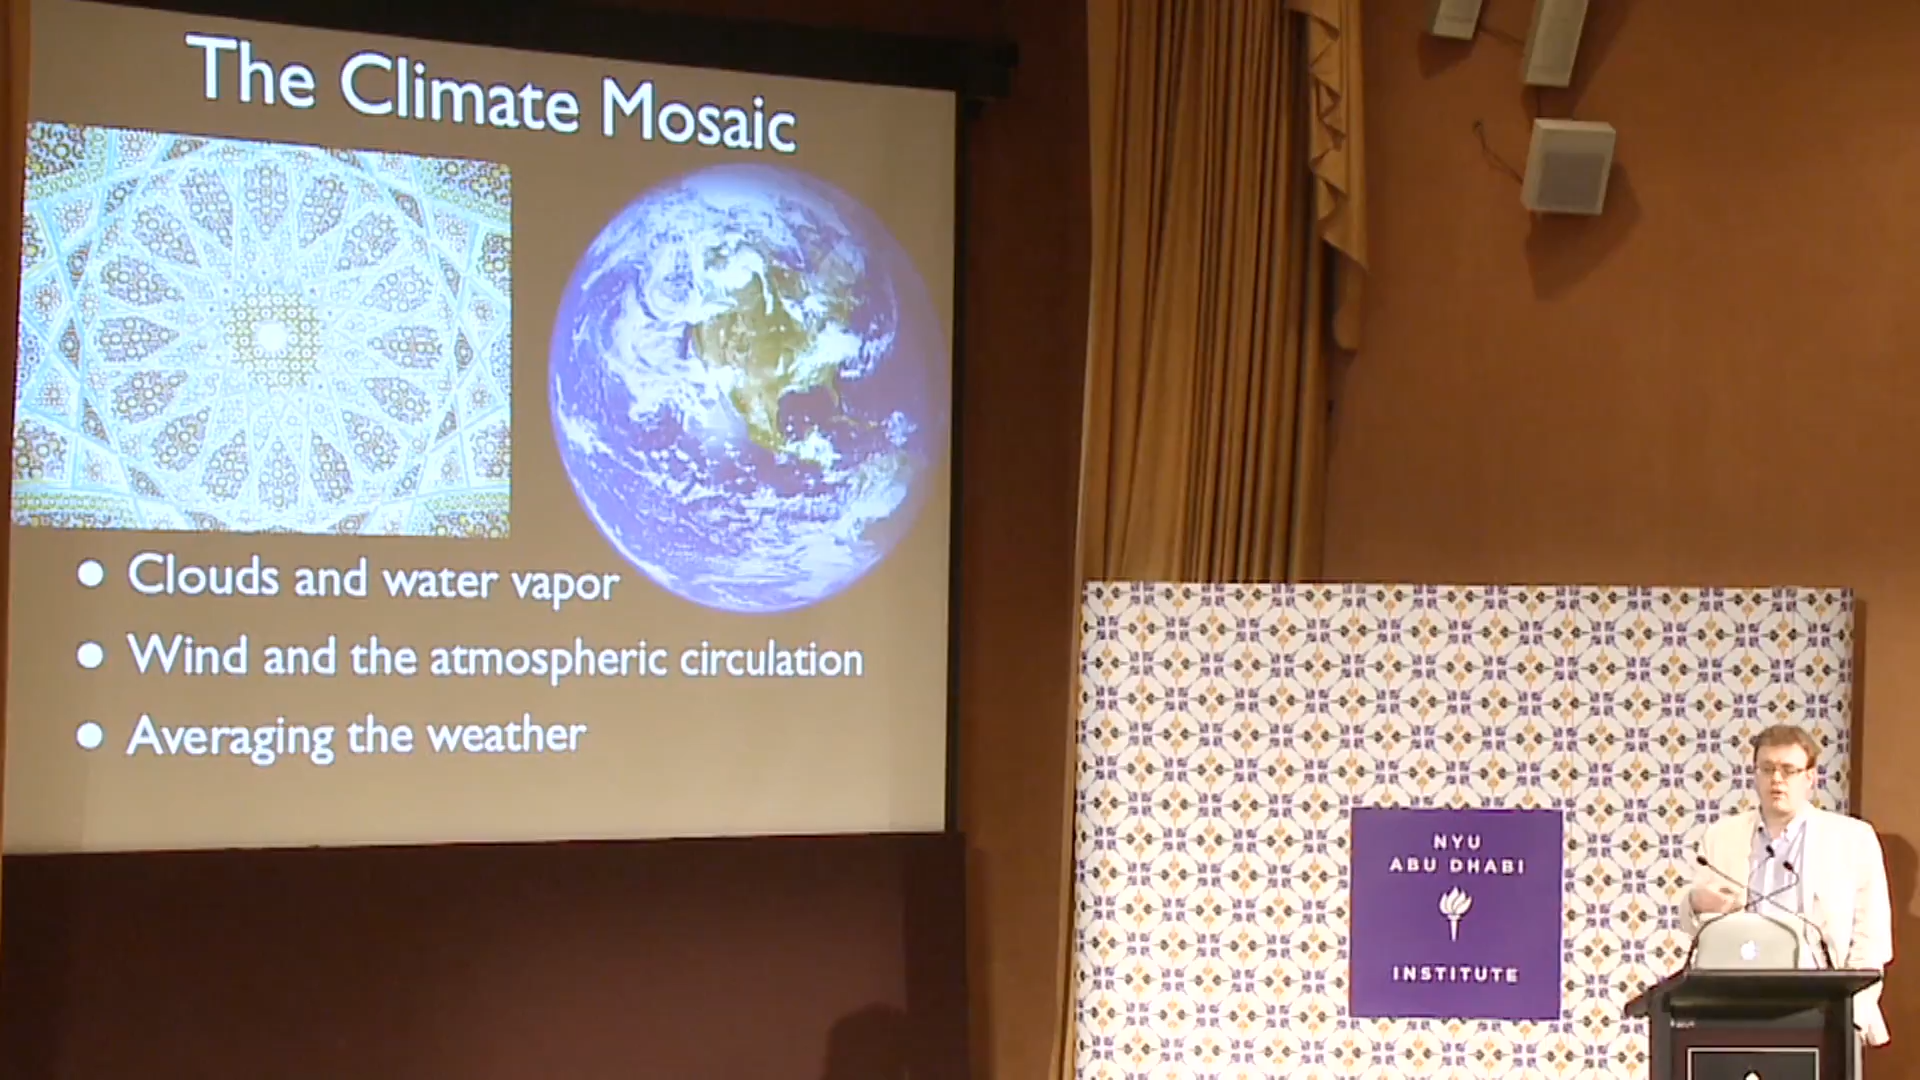 The Climate Mosaic
Clouds and water vapor
Wind and the atmospheric circulation
Averaging the weather
NYU
ABU DHABI
INSTITUTE